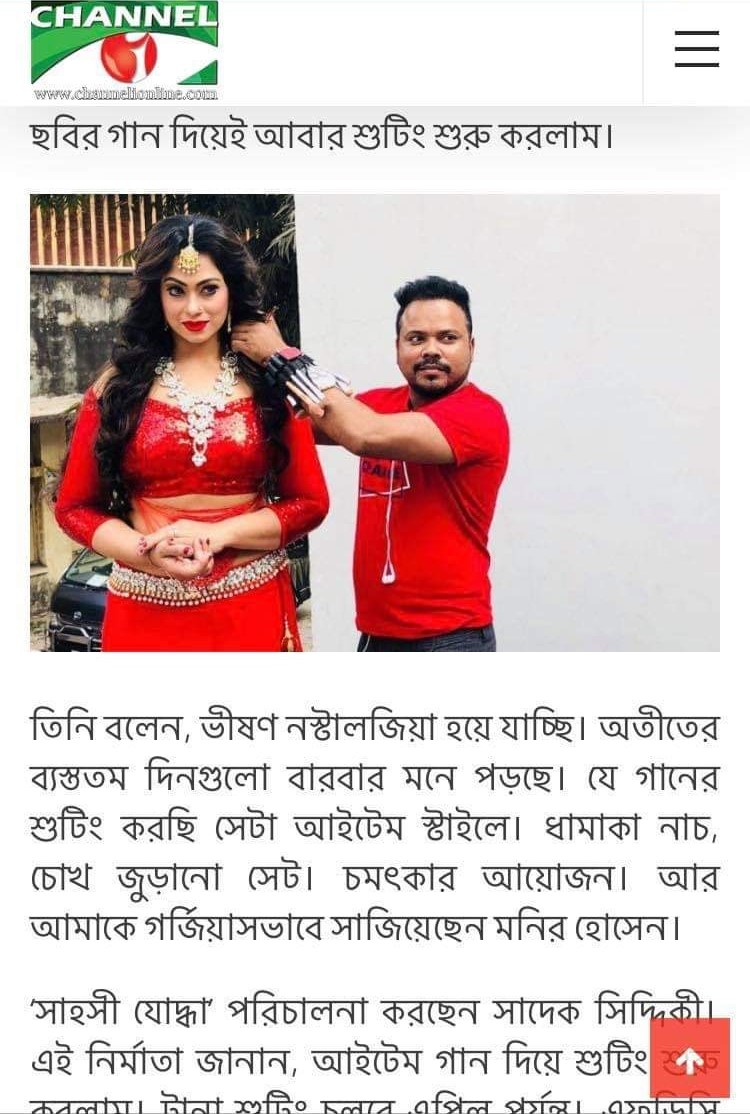 CHANNEL
i
www.channelionline.com
ছবির গান দিয়েই আবার শুটিং শুরু করলাম।
তিনি বলেন, ভীষণ নস্টালজিয়া হয়ে যাচ্ছি। অতীতের
ব্যস্ততম দিনগুলো বারবার মনে পড়ছে। যে গানের
শুটিং করছি সেটা আইটেম স্টাইলে। ধামাকা নাচ,
চোখ জুড়ানো সেট। চমৎকার আয়োজন। আর
আমাকে গর্জিয়াসভাবে সাজিয়েছেন মনির হোসেন।
‘সাহসী যোদ্ধা’ পরিচালনা করছেন সাদেক সিদ্দিকী।
এই নির্মাতা জানান, আইটেম গান দিয়ে শুটিং শুরু
করলাম। টানা শুটিং চলবে এপ্রিল পর্যন্ত। এফডিসি